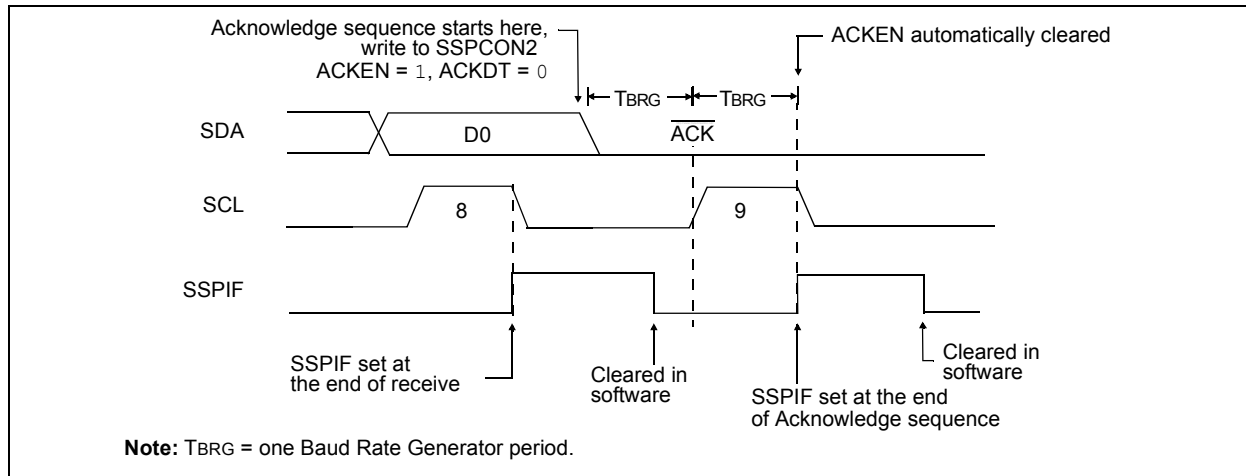 Acknowledge sequence starts here,
write to SSPCON2
ACKEN = 1, ACKDT = 0
ACKEN automatically cleared
TBRG
TBRG
SDA
D0
ACK
SCL
8
9
SSPIF
SSPIF set at
the end of receive
Cleared in
software
SSPIF set at the end
of Acknowledge sequence
Cleared in
software
Note: TBRG = one Baud Rate Generator period.